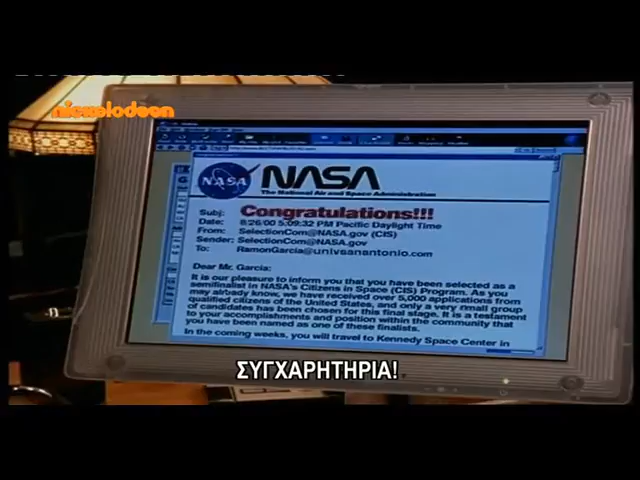 nickelodeon
NASA
NASA
The National Air and Space Administration
Subj: Congratulations!!!
Date: 8/26/00 5:09:32 PM Pacific Daylight Time
From: SelectionCom@NASA.gov (CIS)
Sender: SelectionCom@NASA.gov
To: RamonGarcia@univsanantonio.com
Dear Mr. Garcia:
It is our pleasure to inform you that you have been selected as a
semifinalist in NASA's Citizens in Space (CIS) Program. As you
may already know, we have received over 5,000 applications from
qualified citizens of the United States, and only a very small group
of candidates has been chosen for this final stage. It is a testament
to your accomplishments and position within the community that
you have been named as one of these finalists.
In the coming weeks, you will travel to Kennedy Space Center in
ΣΥΓΧΑΡΗΤΗΡΙΑ!